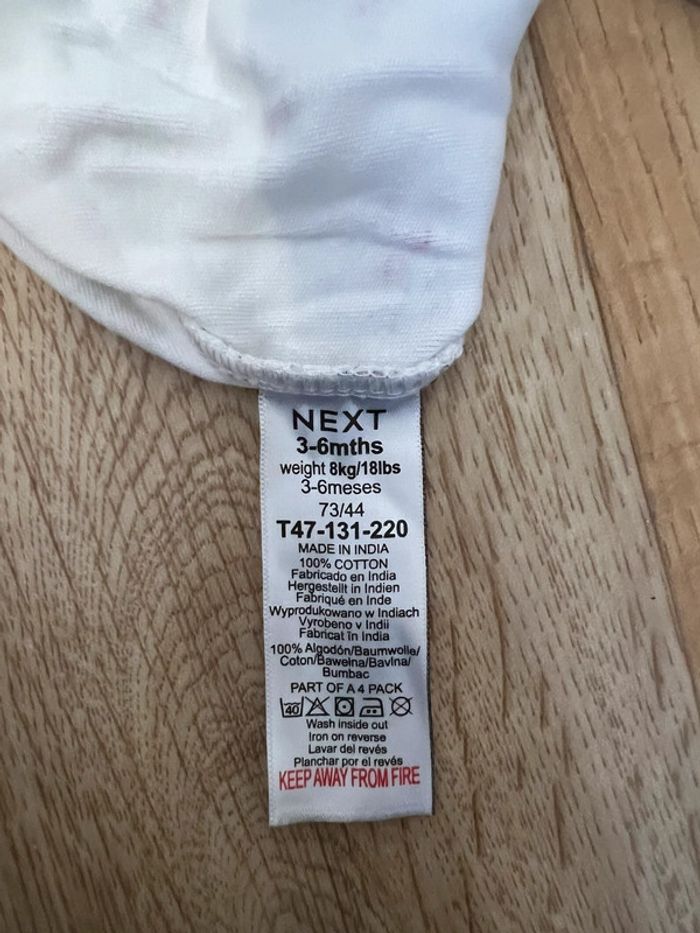 NEXT
3-6mths
weight 8kg/18lbs
3-6meses
73/44
T47-131-220
MADE IN INDIA
100% COTTON
Fabricado en India
Hergestellt in Indien
Fabriqué en Inde
Wyprodukowano w Indiach
Vyrobeno v Indii
Fabricat în India
100% Algodón/Baumwolle/
Coton/Bawełna/Bavlna/
Bumbac
PART OF A 4 PACK
40
Wash inside out
Iron on reverse
Lavar del revés
Planchar por el revés
KEEP AWAY FROM FIRE